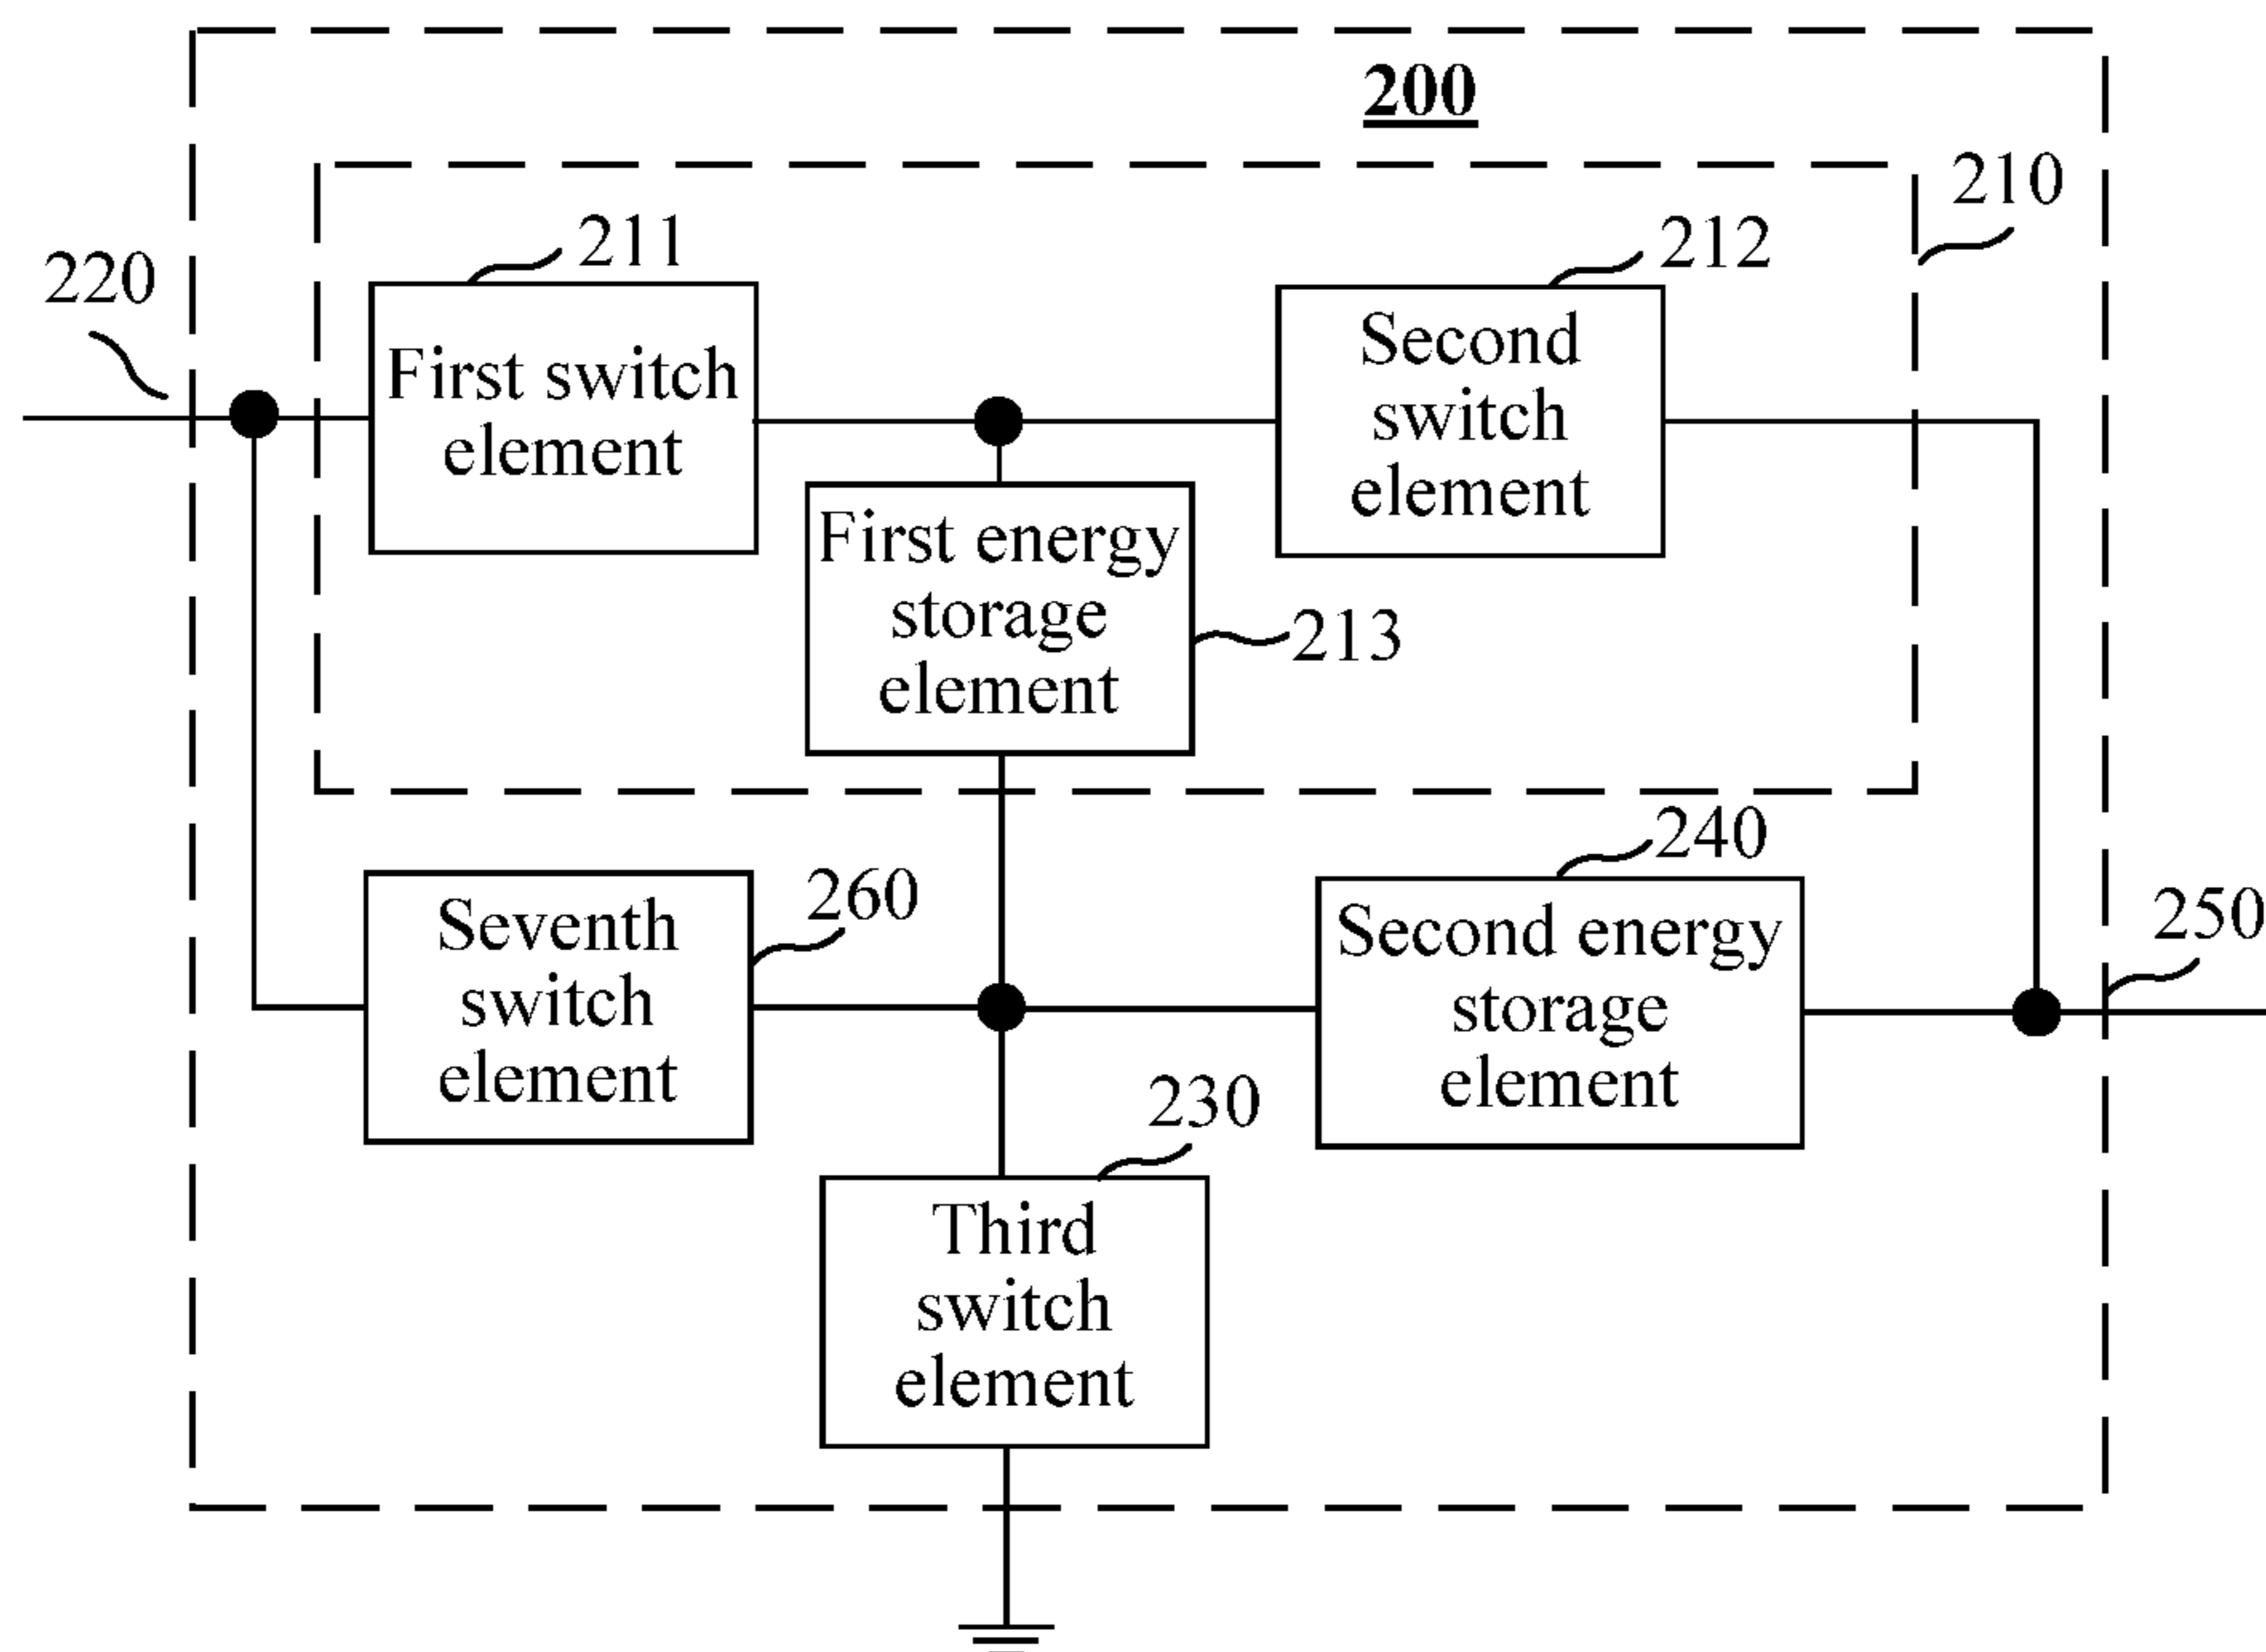 200
210
211
212
220
First switch
element
Second
switch
element
First energy
storage
element
213
240
260
Seventh
switch
element
Second energy
storage
element
250
230
Third
switch
element